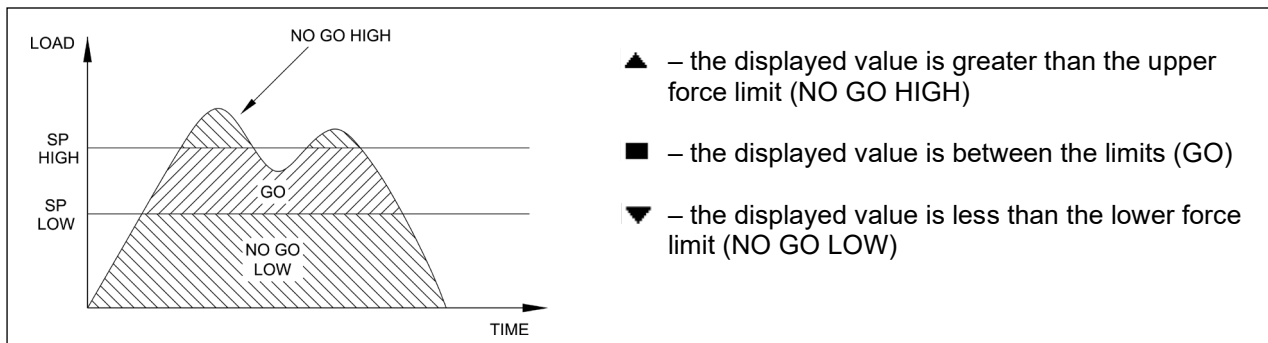 LOAD
NO GO HIGH
SP
HIGH
GO
SP
LOW
NO GO
LOW
TIME
▲ – the displayed value is greater than the upper
force limit (NO GO HIGH)
■ – the displayed value is between the limits (GO)
▼ – the displayed value is less than the lower force
limit (NO GO LOW)